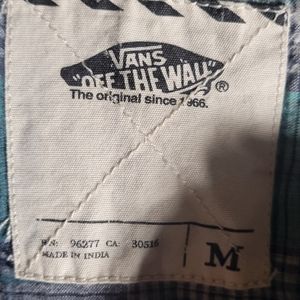 VANS
"OFF THE WALL"®
The original since 1966.
RN: 96277 CA: 30516
MADE IN INDIA
M